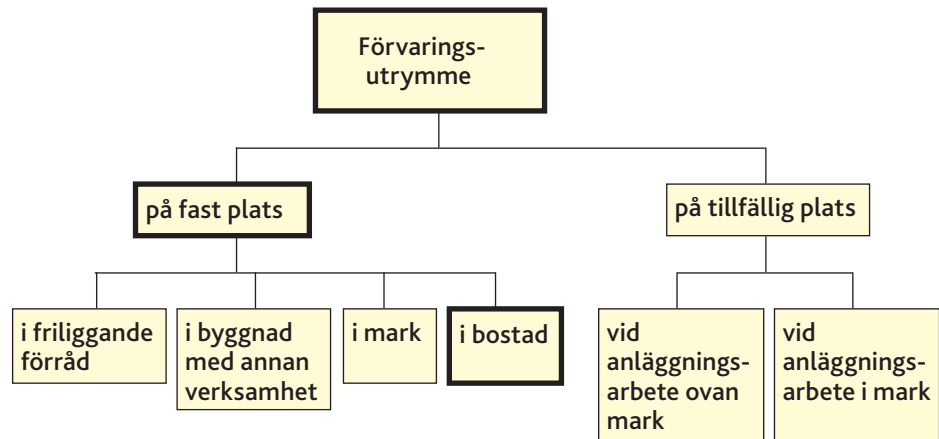 Förvarings-
utrymme
på fast plats
på tillfällig plats
i friliggande
förråd
i byggnad
med annan
verksamhet
i mark
i bostad
vid
anläggnings-
arbete ovan
mark
vid
anläggnings-
arbete i mark